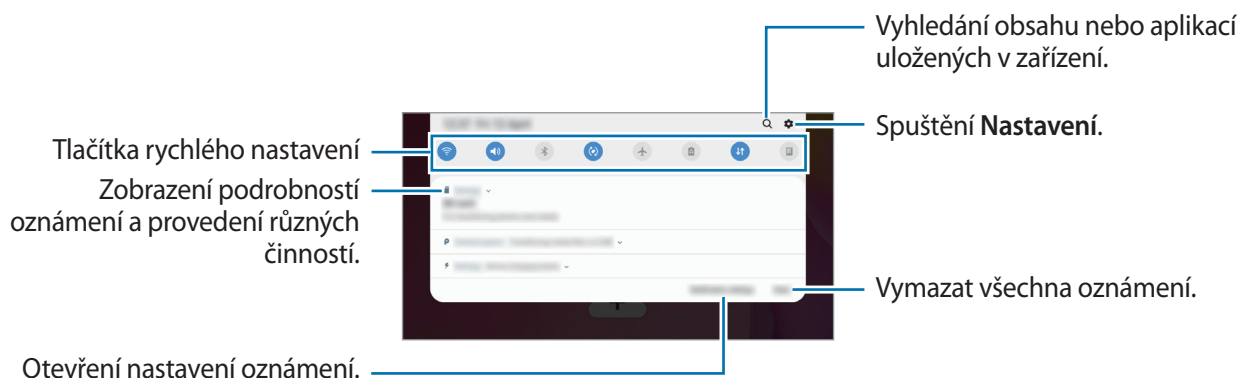 Vyhledání obsahu nebo aplikací
uložených v zařízení.
Spuštění Nastavení.
Tlačítka rychlého nastavení
Zobrazení podrobností
oznámení a provedení různých
činností.
Vymazat všechna oznámení.
Otevření nastavení oznámení.